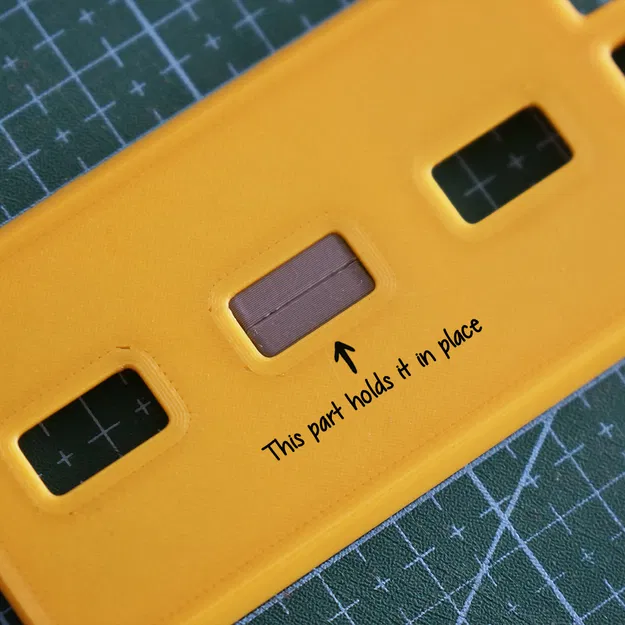 This part holds it in place